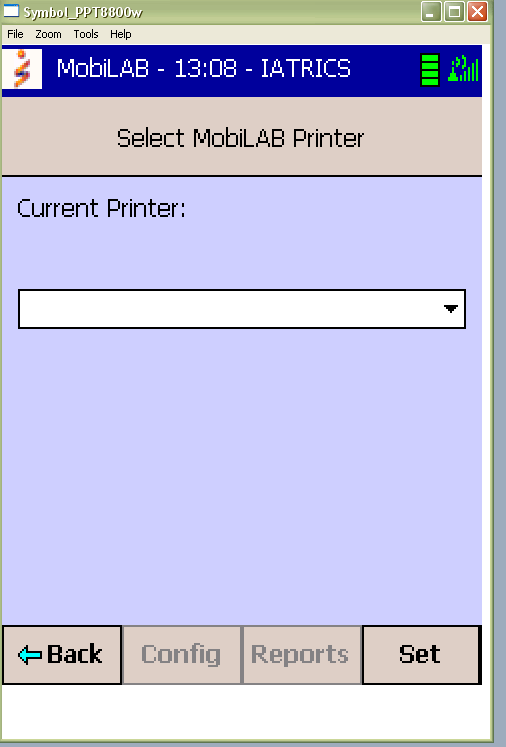 Symbol_PPT8800w
File Zoom Tools Help
MobiLAB - 13:08 - IATRICS
Select MobiLAB Printer
Current Printer:
Back Config Reports Set